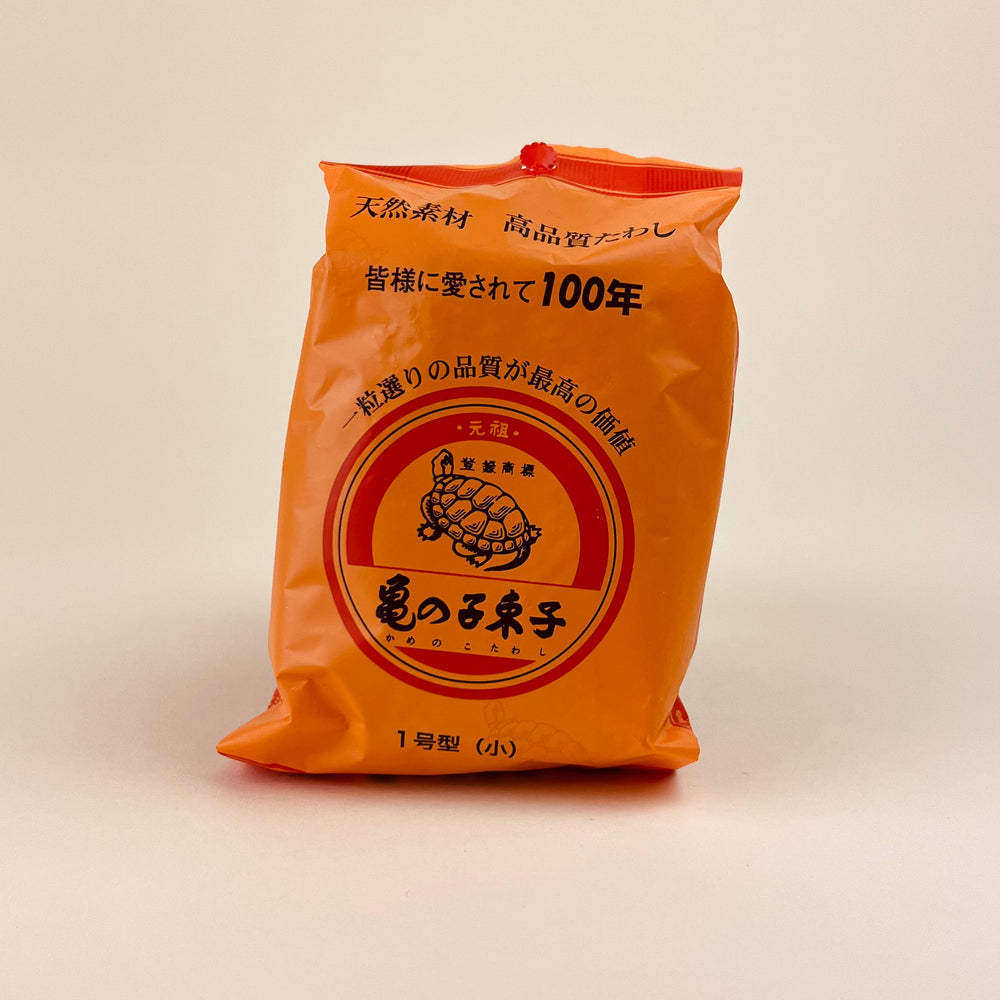 天然素材 高品質たわし
皆様に愛されて100年
一粒選りの品質が最高の価値
・元祖・
登録商標
亀の子束子
かめのこたわし
1号型(小)